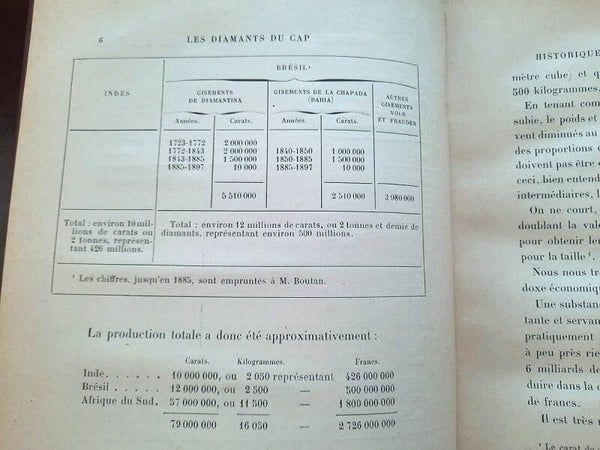 6 LES DIAMANTS DU CAP
BRÉSIL¹
INDES
GISEMENTS
DE DIAMANTINA
GISEMENTS DE LA CHAPADA
(BAHIA)
AUTRES
GISEMENTS
VOLS
ET FRAUDES
Années. Carats. Années. Carats.
1723-1772 2 000 000
1772-1843 2 000 000 1840-1850 1 000 000
1843-1885 1 500 000 1850-1885 1 500 000
1885-1897 10 000 1885-1897 10 000
5 510 000 2 510 000 3 980 000
Total : environ 10 mil-
lions de carats ou
2 tonnes, représen-
tant 426 millions.
Total : environ 12 millions de carats, ou 2 tonnes et demie de
diamants, représentant environ 500 millions.
¹ Les chiffres, jusqu'en 1885, sont empruntés à M. Boutan.
La production totale a donc été approximativement :
Carats. Kilogrammes. Francs.
Inde. . . . . . 10 000 000, ou 2 050 représentant 426 000 000
Brésil . . . . . 12 000 000, ou 2 500 — 500 000 000
Afrique du Sud. 57 000 000, ou 11 500 — 1 800 000 000
79 000 000 16 050 2 726 000 000
HISTORIQUE
mètre cube) et q
500 kilogrammes.
En tenant com
subie, le poids et
vent diminués au
des proportions
doivent pas être
ceci, bien entend
intermédiaires, l
On ne court,
doublant la vale
pour obtenir le
pour la taille¹.
Nous nous tr
doxe économiqu
Une substan
tante et servan
pratiquement
à peu près rie
6 milliards de
duire dans la
de francs.
Il est très
¹ Le carat de